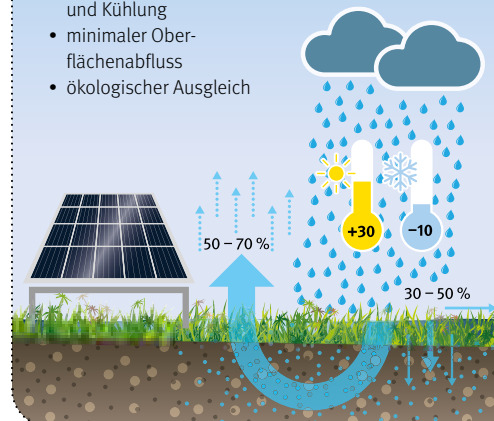 und Kühlung
• minimaler Ober-
flächenabfluss
• ökologischer Ausgleich
+30
−10
50 – 70 %
30 – 50 %